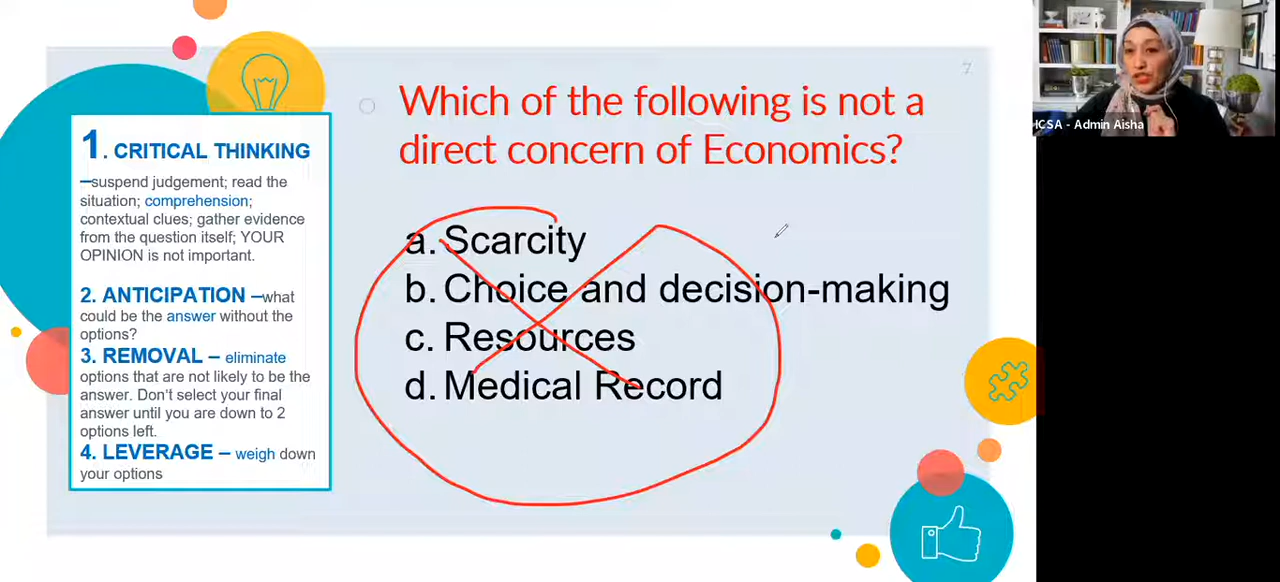 1. CRITICAL THINKING
—suspend judgement; read the
situation; comprehension;
contextual clues; gather evidence
from the question itself; YOUR
OPINION is not important.
2. ANTICIPATION —what
could be the answer without the
options?
3. REMOVAL – eliminate
options that are not likely to be the
answer. Don't select your final
answer until you are down to 2
options left.
4. LEVERAGE – weigh down
your options
Which of the following is not a
direct concern of Economics?
a. Scarcity
b. Choice and decision-making
c. Resources
d. Medical Record
7
ICSA - Admin Aisha